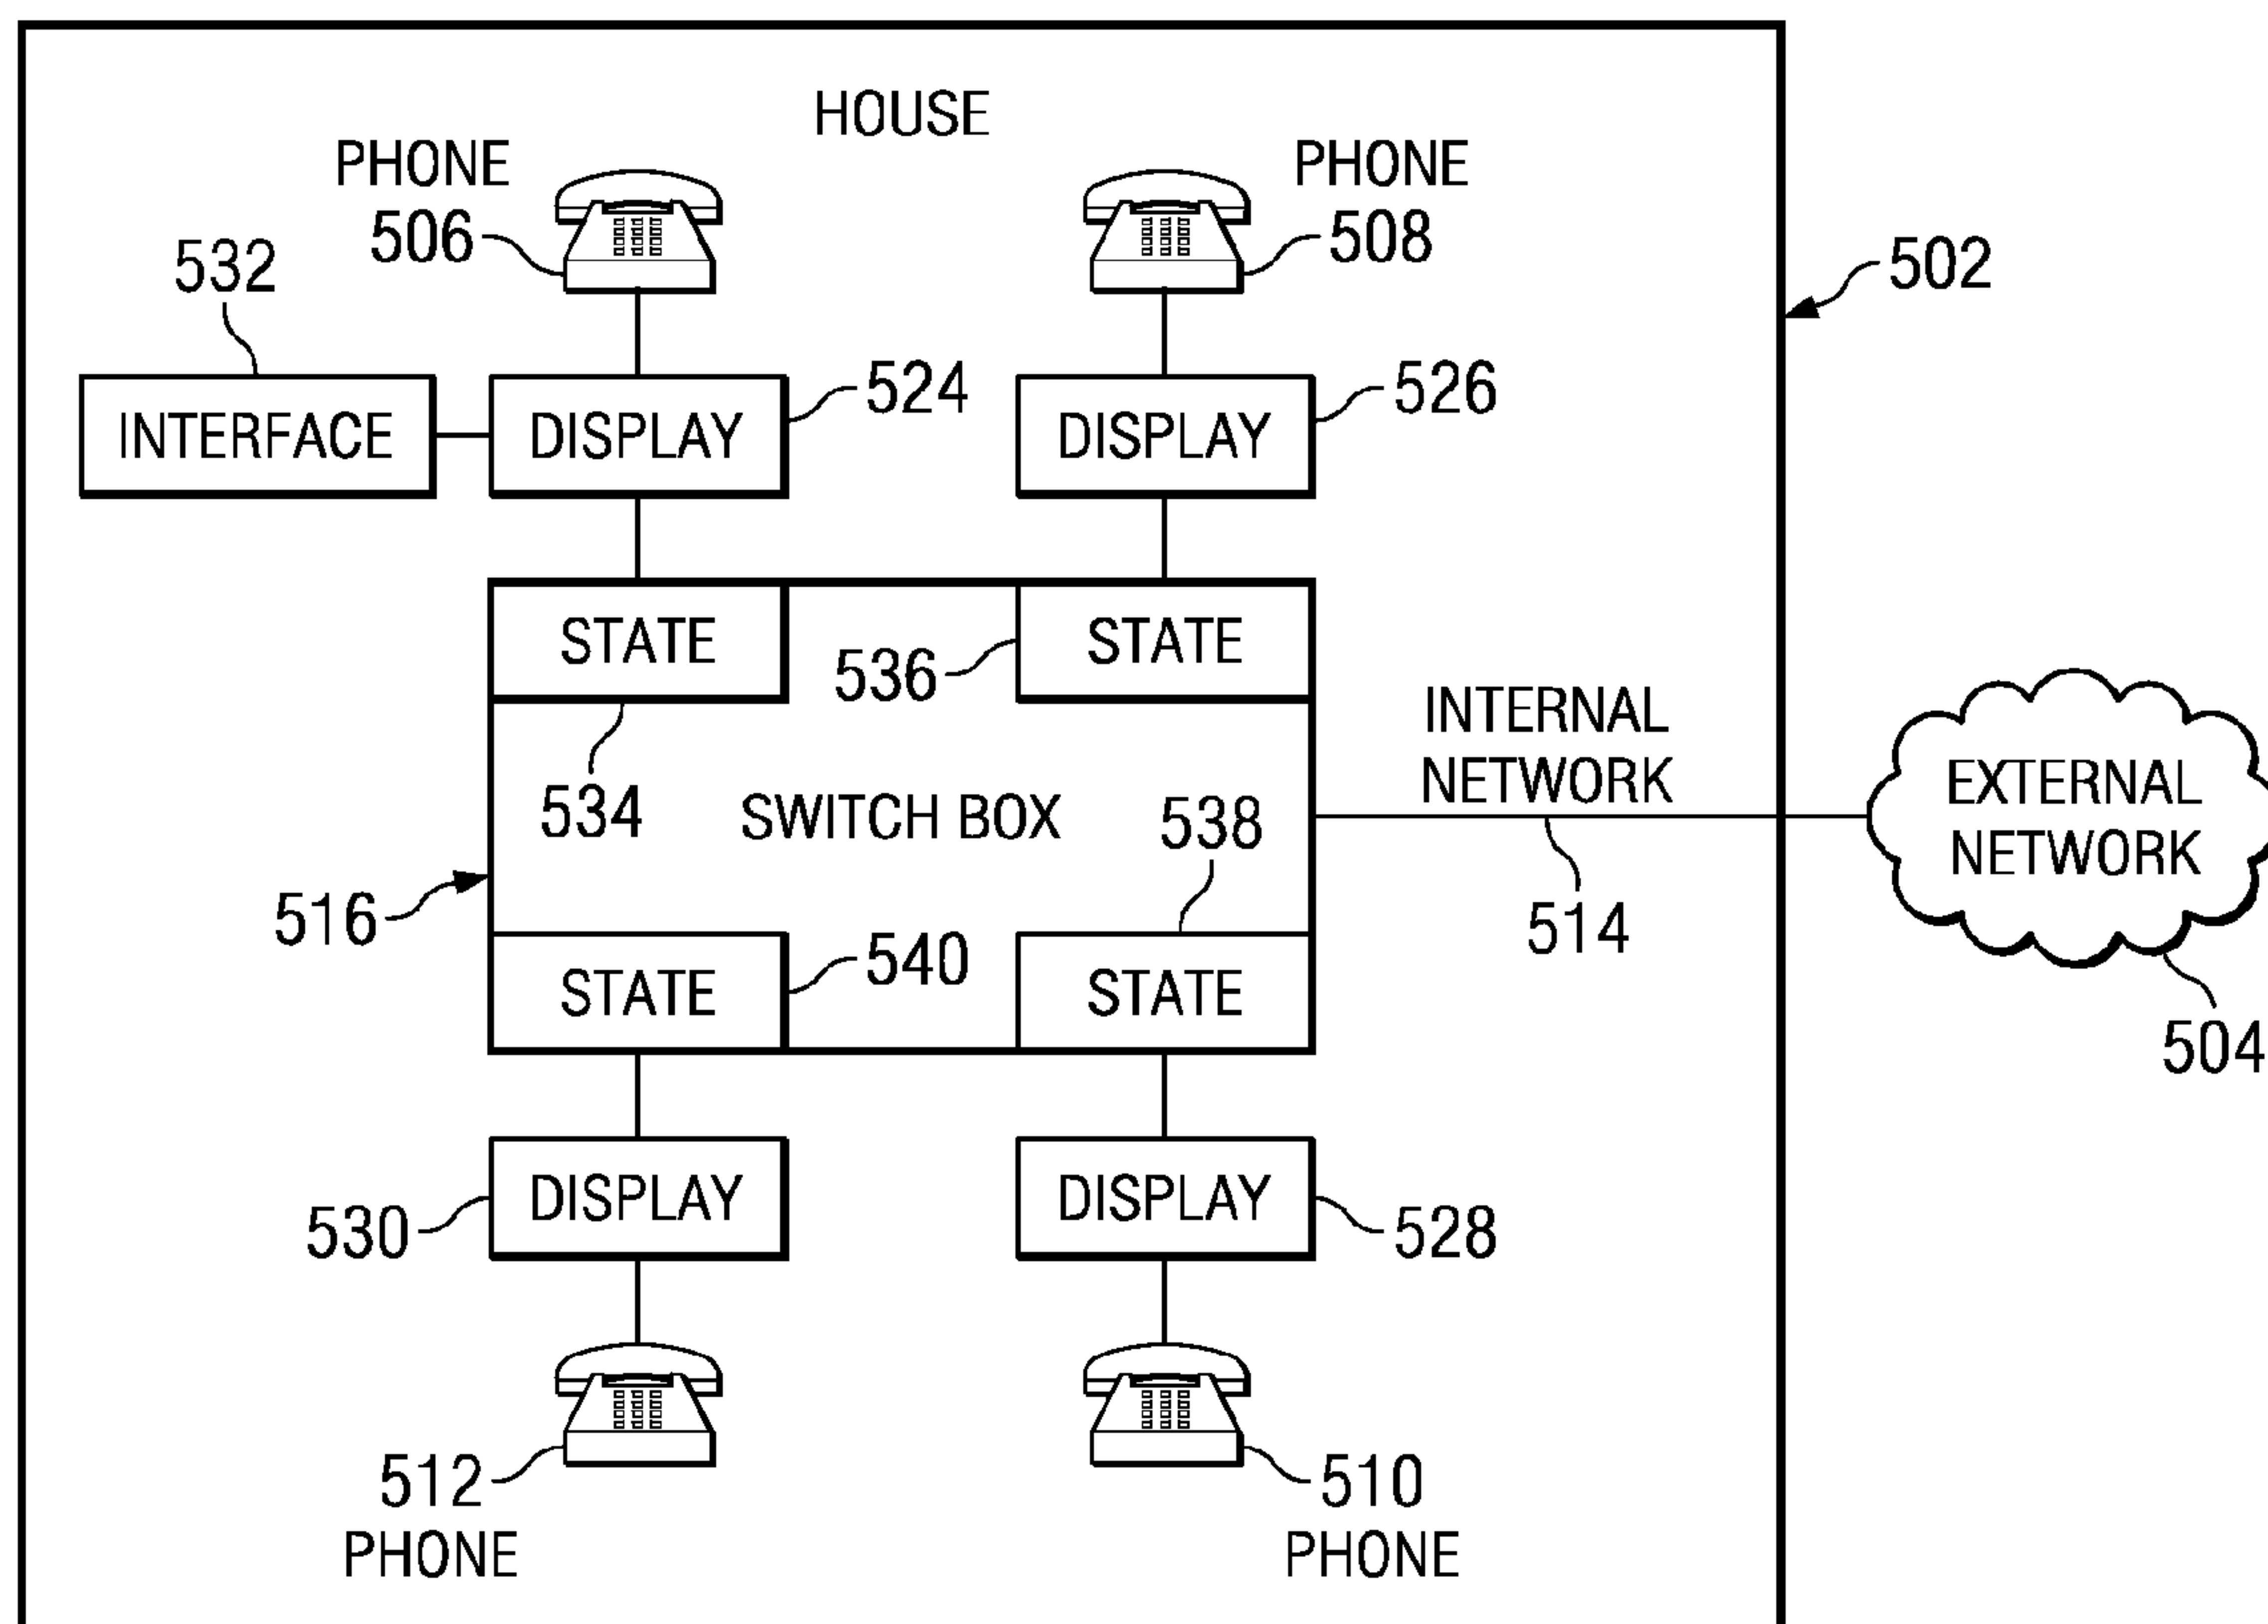 HOUSE
PHONE
506
PHONE
508
532
502
524
526
INTERFACE
DISPLAY
DISPLAY
STATE
536
STATE
INTERNAL
NETWORK
534
SWITCH BOX
538
EXTERNAL
NETWORK
516
514
540
STATE
STATE
504
530
DISPLAY
DISPLAY
528
512
PHONE
510
PHONE